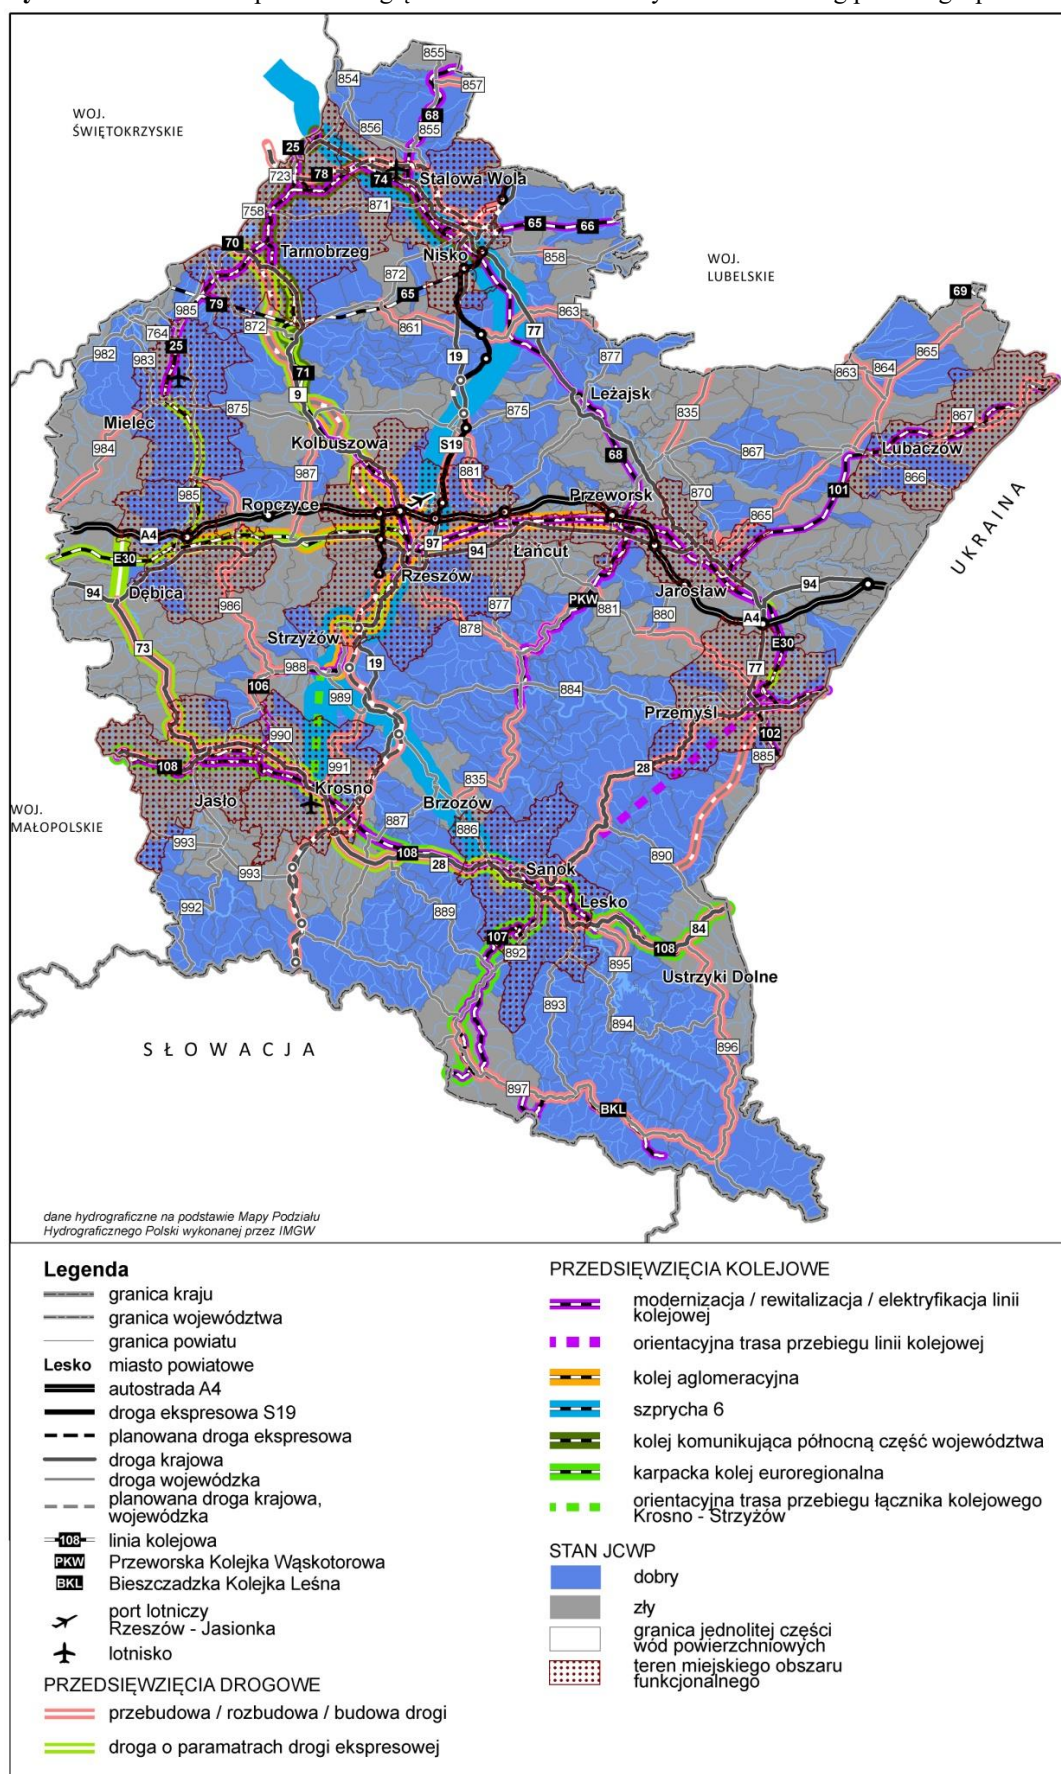 WOJ.
ŚWIĘTOKRZYSKIE
WOJ.
LUBELSKIE
WOJ.
MAŁOPOLSKIE
UKRAINA
SŁOWACJA
855
854
857
68
856
855
25
723
78
74
Stalowa Wola
758
871
65
66
70
Tarnobrzeg
Nisko
858
872
79
65
985
69
764
872
861
863
982
983
25
77
865
19
877
863
864
71
9
Leżajsk
875
875
835
867
Mielec
Kolbuszowa
S19
Lubaczów
984
987
881
68
867
866
985
Ropczyce
Przeworsk
870
101
865
A4
97
94
Łańcut
E30
Rzeszów
94
Dębica
Jarosław
94
PKW
986
877
881
880
A4
Strzyżów
878
E30
73
19
77
988
106
989
884
Przemyśl
990
102
885
108
991
28
835
Krosno
Jasło
Brzozów
887
886
993
108
28
890
993
Sanok
Lesko
992
889
84
107
892
108
895
Ustrzyki Dolne
893
894
896
897
BKL
dane hydrograficzne na podstawie Mapy Podziału
Hydrograficznego Polski wykonanej przez IMGW
Legenda
granica kraju
granica województwa
granica powiatu
Lesko miasto powiatowe
autostrada A4
droga ekspresowa S19
planowana droga ekspresowa
droga krajowa
droga wojewódzka
planowana droga krajowa,
wojewódzka
108 linia kolejowa
PKW Przeworska Kolejka Wąskotorowa
BKL Bieszczadzka Kolejka Leśna
port lotniczy
Rzeszów - Jasionka
lotnisko
PRZEDSIĘWZIĘCIA DROGOWE
przebudowa / rozbudowa / budowa drogi
droga o paramatrach drogi ekspresowej
PRZEDSIĘWZIĘCIA KOLEJOWE
modernizacja / rewitalizacja / elektryfikacja linii
kolejowej
orientacyjna trasa przebiegu linii kolejowej
kolej aglomeracyjna
szprycha 6
kolej komunikująca północną część województwa
karpacka kolej euroregionalna
orientacyjna trasa przebiegu łącznika kolejowego
Krosno - Strzyżów
STAN JCWP
dobry
zły
granica jednolitej części
wód powierzchniowych
teren miejskiego obszaru
funkcjonalnego